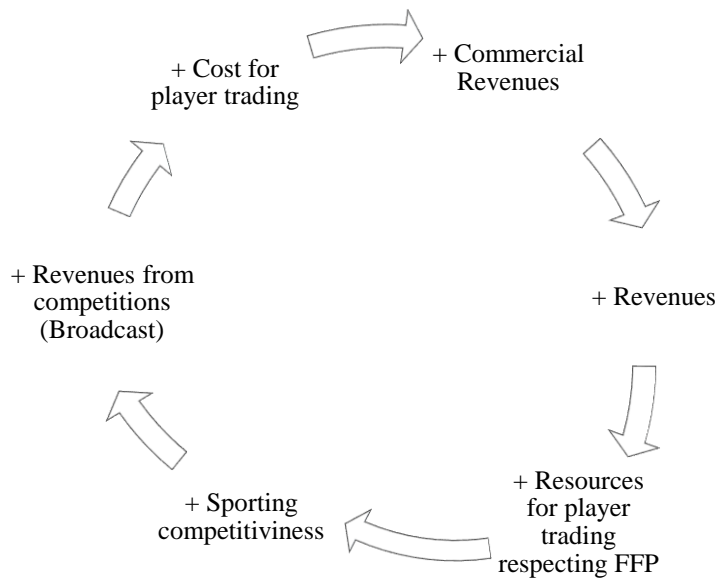 + Cost for
player trading
+ Commercial
Revenues
+ Revenues
+ Resources
for player
trading
respecting FFP
+ Sporting
competitiviness
+ Revenues from
competitions
(Broadcast)